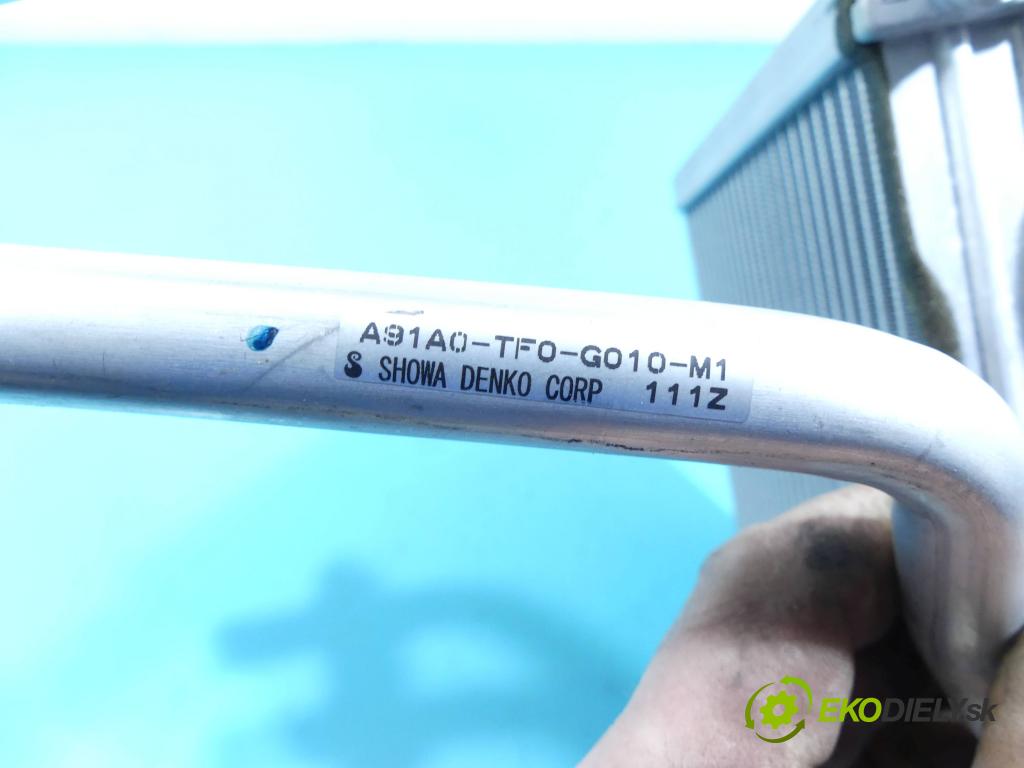 A91A0-TF0-G010-M1
SHOWA DENKO CORP 111Z
EKODIELY.sk